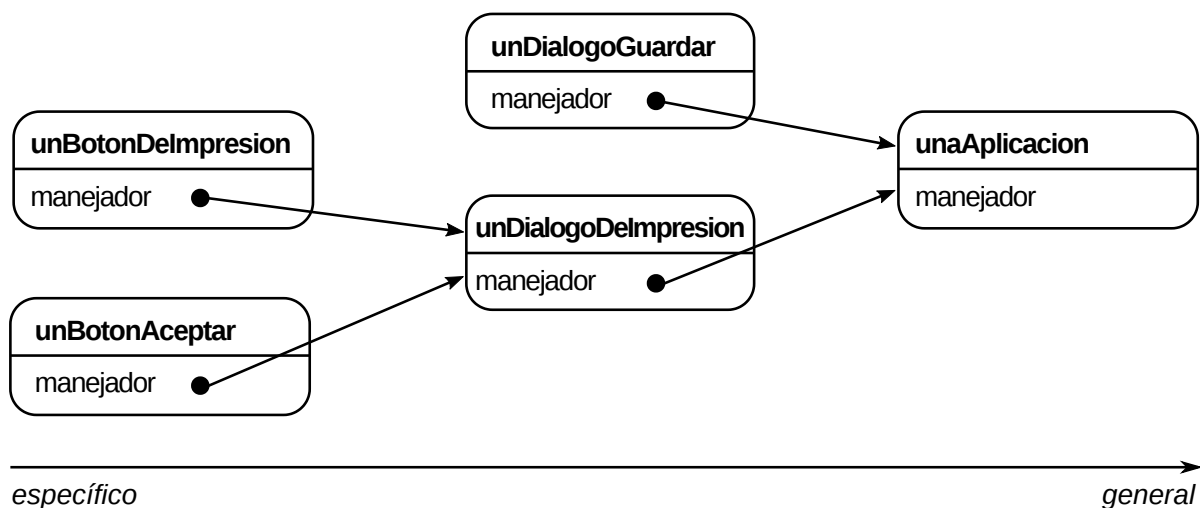 unDialogoGuardar
manejador
unBotonDeImpresion
manejador
unaAplicacion
manejador
unDialogoDeImpresion
manejador
unBotonAceptar
manejador
específico
general